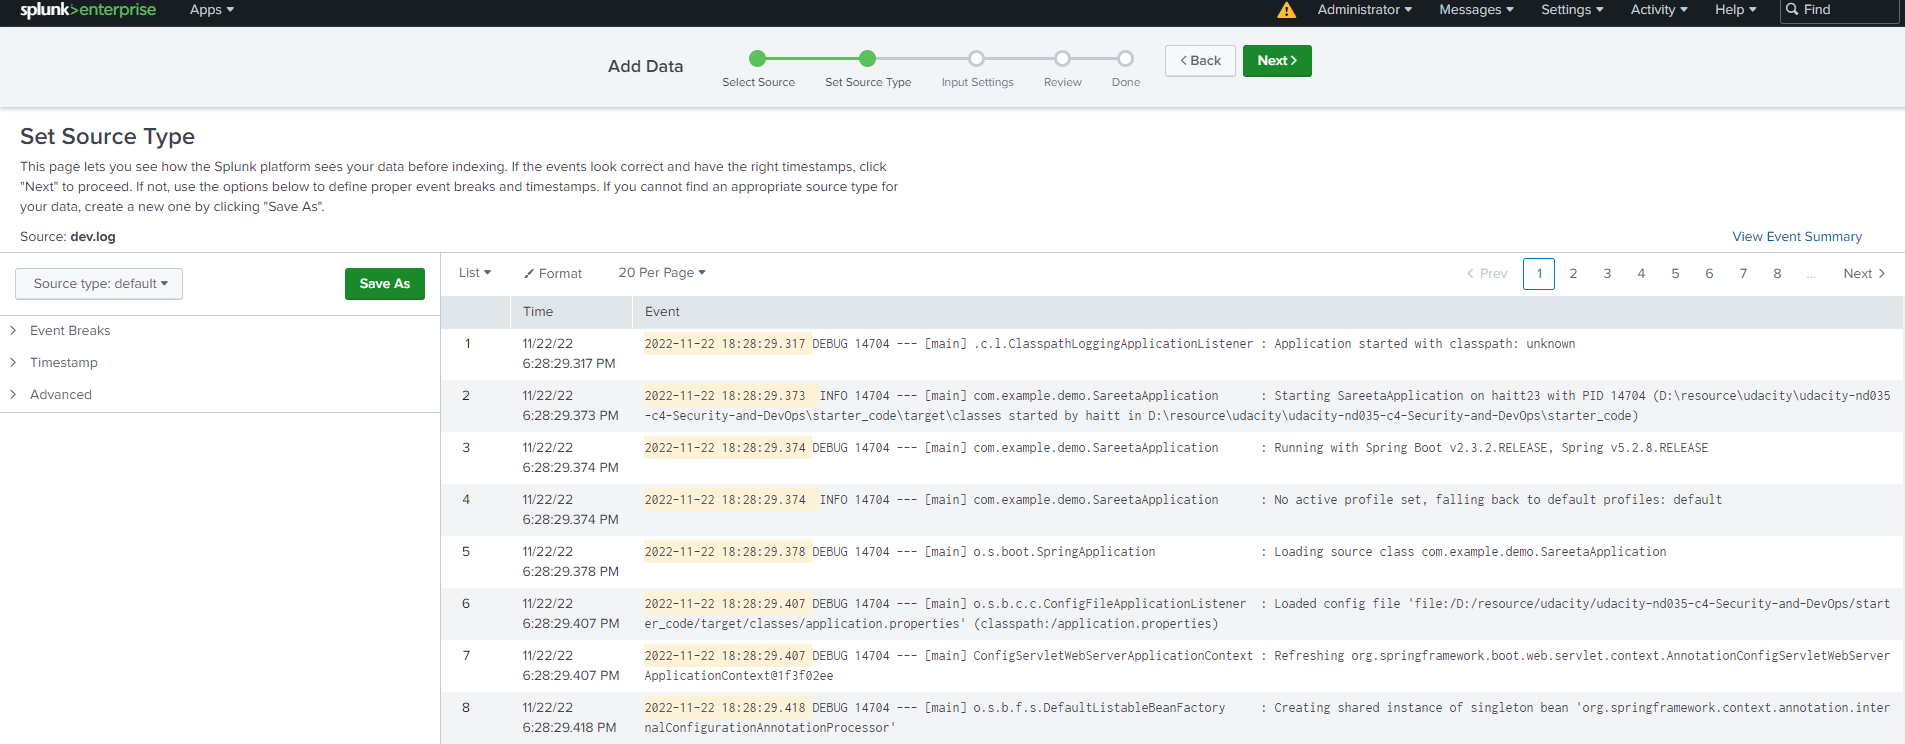 splunk>enterprise Apps Administrator Messages Settings Activity Help Find
Add Data
Select Source Set Source Type Input Settings Review Done
< Back Next >
Set Source Type
This page lets you see how the Splunk platform sees your data before indexing. If the events look correct and have the right timestamps, click
"Next" to proceed. If not, use the options below to define proper event breaks and timestamps. If you cannot find an appropriate source type for
your data, create a new one by clicking "Save As".
Source: dev.log
View Event Summary
Source type: default
Save As
Event Breaks
Timestamp
Advanced
List Format 20 Per Page < Prev 1 2 3 4 5 6 7 8 ... Next >
Time Event
1 11/22/22 2022-11-22 18:28:29.317 DEBUG 14704 --- [main] .c.l.ClasspathLoggingApplicationListener : Application started with classpath: unknown
6:28:29.317 PM
2 11/22/22 2022-11-22 18:28:29.373 INFO 14704 --- [main] com.example.demo.SareetaApplication : Starting SareetaApplication on haitt23 with PID 14704 (D:\resource\udacity\udacity-nd035
6:28:29.373 PM -c4-Security-and-DevOps\starter_code\target\classes started by haitt in D:\resource\udacity\udacity-nd035-c4-Security-and-DevOps\starter_code)
3 11/22/22 2022-11-22 18:28:29.374 DEBUG 14704 --- [main] com.example.demo.SareetaApplication : Running with Spring Boot v2.3.2.RELEASE, Spring v5.2.8.RELEASE
6:28:29.374 PM
4 11/22/22 2022-11-22 18:28:29.374 INFO 14704 --- [main] com.example.demo.SareetaApplication : No active profile set, falling back to default profiles: default
6:28:29.374 PM
5 11/22/22 2022-11-22 18:28:29.378 DEBUG 14704 --- [main] o.s.boot.SpringApplication : Loading source class com.example.demo.SareetaApplication
6:28:29.378 PM
6 11/22/22 2022-11-22 18:28:29.407 DEBUG 14704 --- [main] o.s.b.c.c.ConfigFileApplicationListener : Loaded config file 'file:/D:/resource/udacity/udacity-nd035-c4-Security-and-DevOps/start
6:28:29.407 PM er_code/target/classes/application.properties' (classpath:/application.properties)
7 11/22/22 2022-11-22 18:28:29.407 DEBUG 14704 --- [main] ConfigServletWebServerApplicationContext : Refreshing org.springframework.boot.web.servlet.context.AnnotationConfigServletWebServer
6:28:29.407 PM ApplicationContext@1f3f02ee
8 11/22/22 2022-11-22 18:28:29.418 DEBUG 14704 --- [main] o.s.b.f.s.DefaultListableBeanFactory : Creating shared instance of singleton bean 'org.springframework.context.annotation.inter
6:28:29.418 PM nalConfigurationAnnotationProcessor'